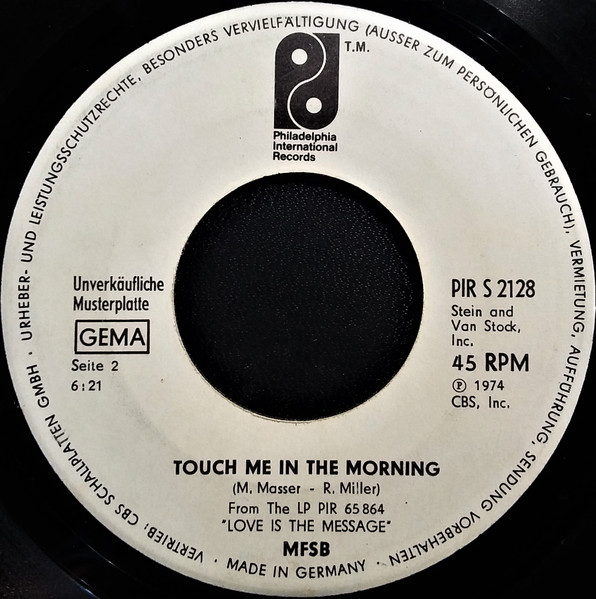 URHEBER- UND LEISTUNGSSCHUTZRECHTE, BESONDERS VERVIELFÄLTIGUNG (AUSSER ZUM PERSÖNLICHEN GEBRAUCH), VERMIETUNG, AUFFÜHRUNG, SENDUNG VORBEHALTEN
T.M.
Philadelphia
International
Records
Unverkäufliche
Musterplatte
GEMA
Seite 2
6:21
PIR S 2128
Stein and
Van Stock,
Inc.
45 RPM
Ⓟ 1974
CBS, Inc.
TOUCH ME IN THE MORNING
(M. Masser - R. Miller)
From The LP PIR 65 864
"LOVE IS THE MESSAGE"
MFSB
· MADE IN GERMANY ·
VERTRIEB: CBS SCHALLPLATTEN GMBH ·